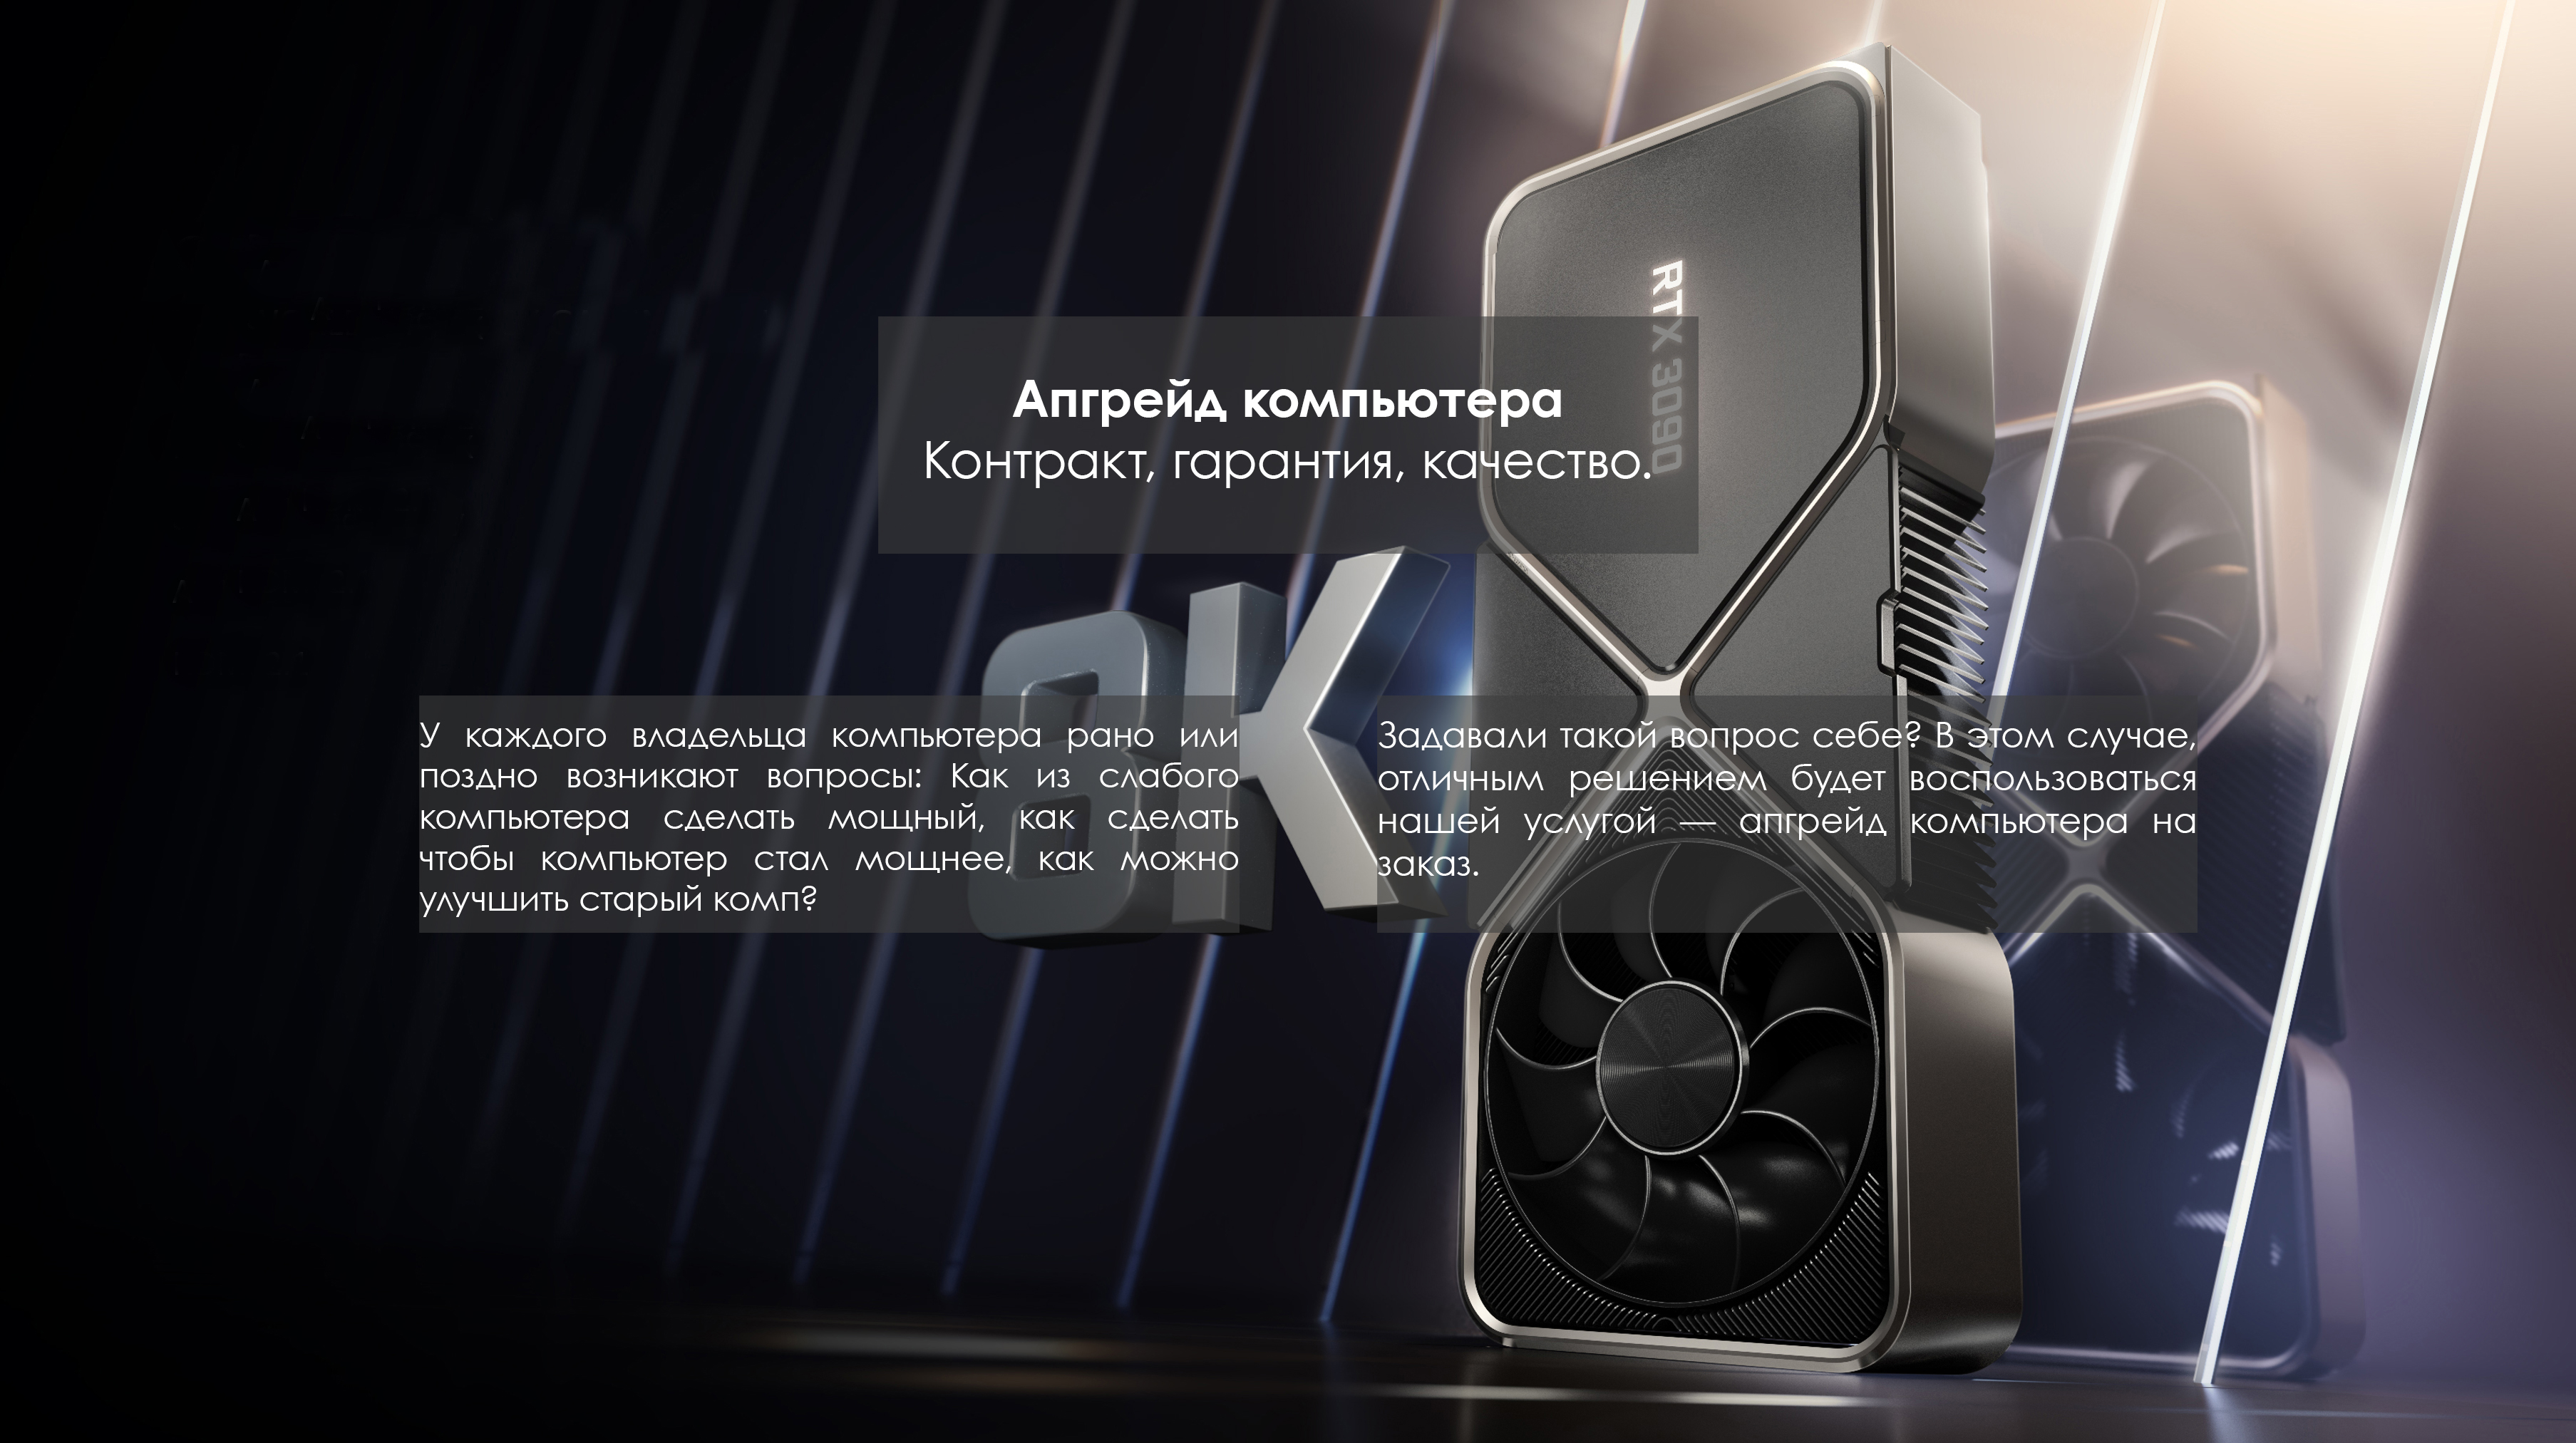 RTX 3090
Апгрейд компьютера
Контракт, гарантия, качество.
8K
У каждого владельца компьютера рано или
поздно возникают вопросы: Как из слабого
компьютера сделать мощный, как сделать
чтобы компьютер стал мощнее, как можно
улучшить старый комп?
Задавали такой вопрос себе? В этом случае,
отличным решением будет воспользоваться
нашей услугой — апгрейд компьютера на
заказ.